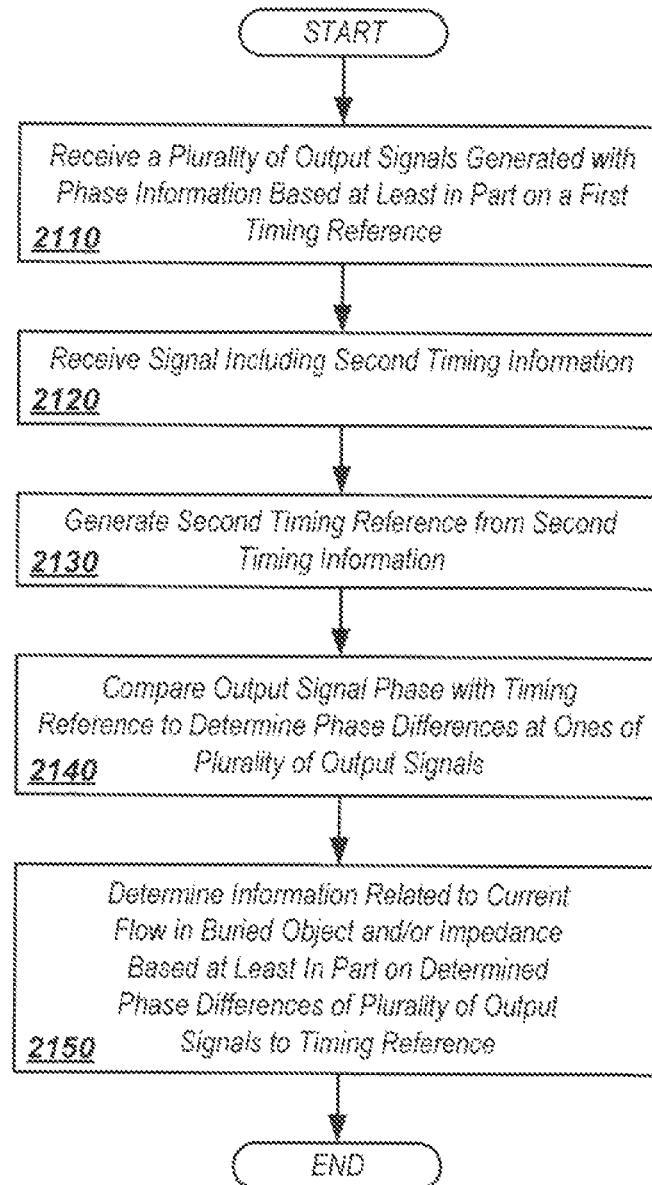 START
Receive a Plurality of Output Signals Generated with
Phase Information Based at Least in Part on a First
Timing Reference
2110
Receive Signal Including Second Timing Information
2120
Generate Second Timing Reference from Second
Timing Information
2130
Compare Output Signal Phase with Timing
Reference to Determine Phase Differences at Ones of
Plurality of Output Signals
2140
Determine Information Related to Current
Flow in Buried Object and/or Impedance
Based at Least In Part on Determined
Phase Differences of Plurality of Output
Signals to Timing Reference
2150
END